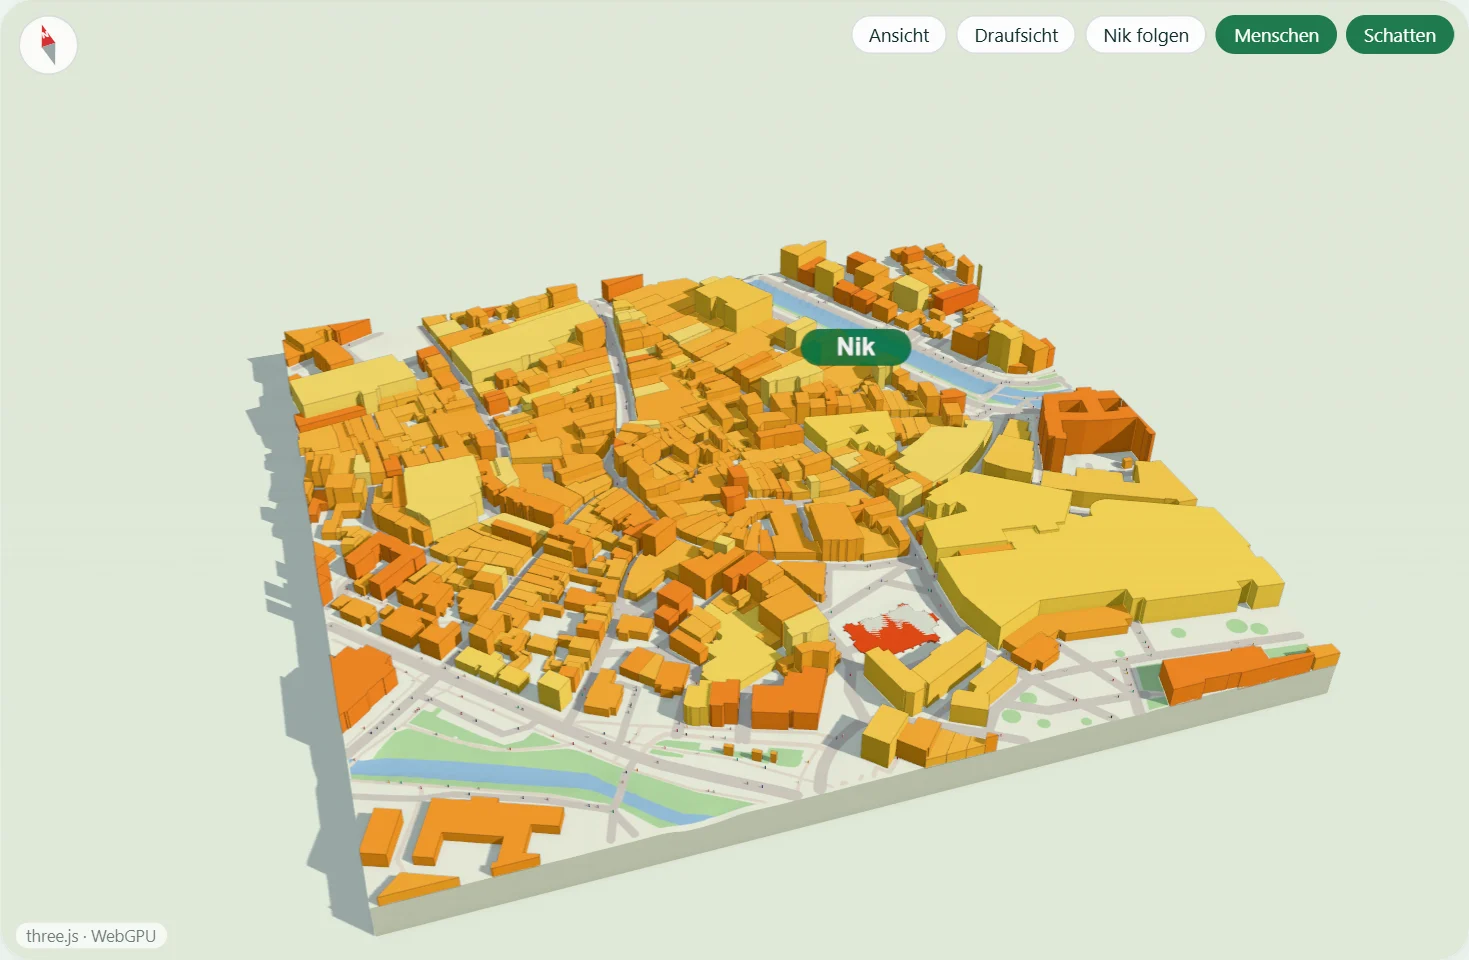 N
Ansicht
Draufsicht
Nik folgen
Menschen
Schatten
Nik
three.js · WebGPU